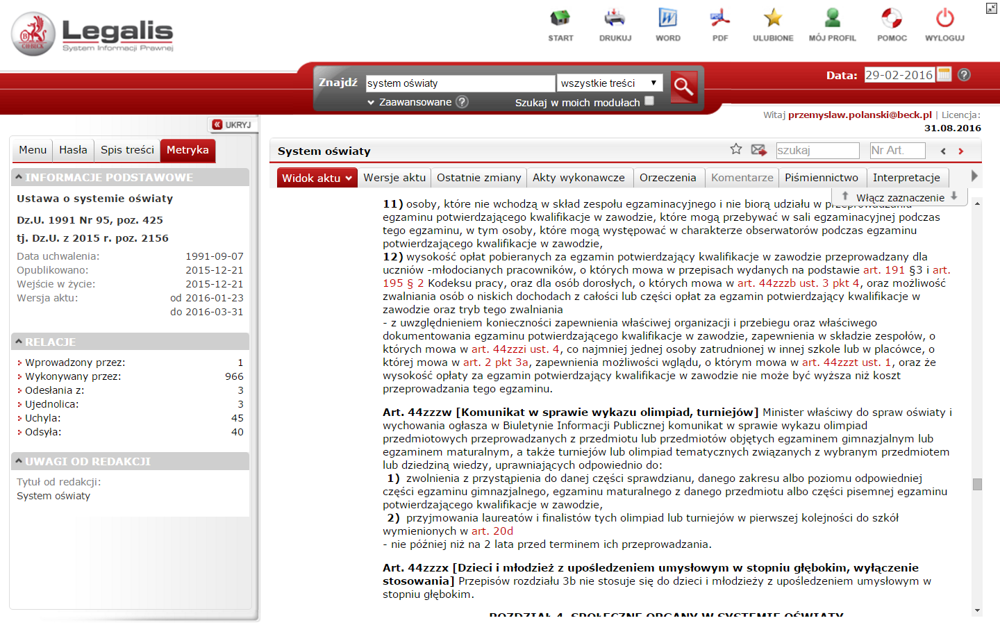 Legalis
System Informacji Prawnej
C·H·BECK
START
DRUKUJ
WORD
PDF
ULUBIONE
MÓJ PROFIL
POMOC
WYLOGUJ
Znajdź
system oświaty
wszystkie treści
Data: 29-02-2016
Zaawansowane
Szukaj w moich modułach
Witaj przemyslaw.polanski@beck.pl | Licencja:
31.08.2016
UKRYJ
Menu
Hasła
Spis treści
Metryka
INFORMACJE PODSTAWOWE
Ustawa o systemie oświaty
Dz.U. 1991 Nr 95, poz. 425
tj. Dz.U. z 2015 r. poz. 2156
Data uchwalenia: 1991-09-07
Opublikowano: 2015-12-21
Wejście w życie: 2015-12-21
Wersja aktu: od 2016-01-23
do 2016-03-31
RELACJE
Wprowadzony przez: 1
Wykonywany przez: 966
Odesłania z: 3
Ujednolica: 3
Uchyla: 45
Odsyła: 40
UWAGI OD REDAKCJI
Tytuł od redakcji:
System oświaty
System oświaty
szukaj
Nr Art.
Widok aktu
Wersje aktu
Ostatnie zmiany
Akty wykonawcze
Orzeczenia
Komentarze
Piśmiennictwo
Interpretacje
Włącz zaznaczenie
11) osoby, które nie wchodzą w skład zespołu egzaminacyjnego i nie biorą udziału w przeprowadzaniu
egzaminu potwierdzającego kwalifikacje w zawodzie, które mogą przebywać w sali egzaminacyjnej podczas
tego egzaminu, w tym osoby, które mogą występować w charakterze obserwatorów podczas egzaminu
potwierdzającego kwalifikacje w zawodzie,
12) wysokość opłat pobieranych za egzamin potwierdzający kwalifikacje w zawodzie przeprowadzany dla
uczniów -młodocianych pracowników, o których mowa w przepisach wydanych na podstawie art. 191 §3 i art.
195 § 2 Kodeksu pracy, oraz dla osób dorosłych, o których mowa w art. 44zzzb ust. 3 pkt 4, oraz możliwość
zwalniania osób o niskich dochodach z całości lub części opłat za egzamin potwierdzający kwalifikacje w
zawodzie oraz tryb tego zwalniania
- z uwzględnieniem konieczności zapewnienia właściwej organizacji i przebiegu oraz właściwego
dokumentowania egzaminu potwierdzającego kwalifikacje w zawodzie, zapewnienia w składzie zespołów, o
których mowa w art. 44zzzi ust. 4, co najmniej jednej osoby zatrudnionej w innej szkole lub w placówce, o
której mowa w art. 2 pkt 3a, zapewnienia możliwości wglądu, o którym mowa w art. 44zzzt ust. 1, oraz że
wysokość opłaty za egzamin potwierdzający kwalifikacje w zawodzie nie może być wyższa niż koszt
przeprowadzania tego egzaminu.
Art. 44zzzw [Komunikat w sprawie wykazu olimpiad, turniejów] Minister właściwy do spraw oświaty i
wychowania ogłasza w Biuletynie Informacji Publicznej komunikat w sprawie wykazu olimpiad
przedmiotowych przeprowadzanych z przedmiotu lub przedmiotów objętych egzaminem gimnazjalnym lub
egzaminem maturalnym, a także turniejów lub olimpiad tematycznych związanych z wybranym przedmiotem
lub dziedziną wiedzy, uprawniających odpowiednio do:
1) zwolnienia z przystąpienia do danej części sprawdzianu, danego zakresu albo poziomu odpowiedniej
części egzaminu gimnazjalnego, egzaminu maturalnego z danego przedmiotu albo części pisemnej egzaminu
potwierdzającego kwalifikacje w zawodzie,
2) przyjmowania laureatów i finalistów tych olimpiad lub turniejów w pierwszej kolejności do szkół
wymienionych w art. 20d
- nie później niż na 2 lata przed terminem ich przeprowadzania.
Art. 44zzzx [Dzieci i młodzież z upośledzeniem umysłowym w stopniu głębokim, wyłączenie
stosowania] Przepisów rozdziału 3b nie stosuje się do dzieci i młodzieży z upośledzeniem umysłowym w
stopniu głębokim.
ROZDZIAŁ 4. SPOŁECZNE ORGANY W SYSTEMIE OŚWIATY